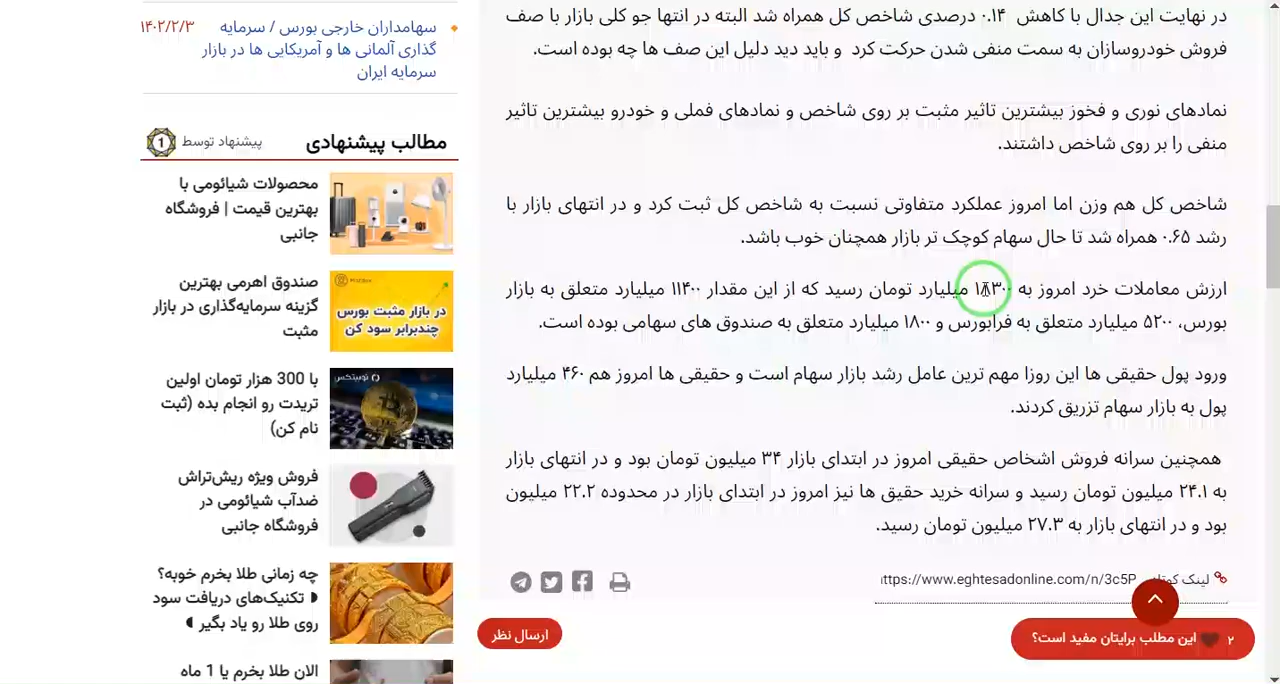 در نهایت این جدال با کاهش ۰.۱۴ درصدی شاخص کل همراه شد البته در انتها جو کلی بازار با صف
فروش خودروسازان به سمت منفی شدن حرکت کرد و باید دید دلیل این صف ها چه بوده است.
نمادهای نوری و فخوز بیشترین تاثیر مثبت بر روی شاخص و نمادهای فملی و خودرو بیشترین تاثیر
منفی را بر روی شاخص داشتند.
شاخص کل هم وزن اما امروز عملکرد متفاوتی نسبت به شاخص کل ثبت کرد و در انتهای بازار با
رشد ۰.۶۵ همراه شد تا حال سهام کوچک تر بازار همچنان خوب باشد.
ارزش معاملات خرد امروز به میلیارد تومان رسید که از این مقدار ۱۱۴۰۰ میلیارد متعلق به بازار
بورس، ۵۲۰۰ میلیارد متعلق به فرابورس و ۱۸۰۰ میلیارد متعلق به صندوق های سهامی بوده است.
ورود پول حقیقی ها این روزا مهم ترین عامل رشد بازار سهام است و حقیقی ها امروز هم ۴۶۰ میلیارد
پول به بازار سهام تزریق کردند.
همچنین سرانه فروش اشخاص حقیقی امروز در ابتدای بازار ۳۴ میلیون تومان بود و در انتهای بازار
به ۲۴.۱ میلیون تومان رسید و سرانه خرید حقیق ها نیز امروز در ابتدای بازار در محدوده ۲۲.۲ میلیون
بود و در انتهای بازار به ۲۷.۳ میلیون تومان رسید.
لینک کوتاه ttps://www.eghtesadonline.com/n/3c5P
۲ این مطلب برایتان مفید است؟
ارسال نظر
سهامداران خارجی بورس / سرمایه ۱۴۰۲/۲/۳
گذاری آلمانی ها و آمریکایی ها در بازار
سرمایه ایران
مطالب پیشنهادی پیشنهاد توسط 1
محصولات شیائومی با
بهترین قیمت | فروشگاه
جانبی
صندوق اهرمی بهترین
گزینه سرمایه‌گذاری در بازار
مثبت
در بازار مثبت بورس
چندبرابر سود کن
با 300 هزار تومان اولین
تریدت رو انجام بده (ثبت
نام کن)
نوبیتکس
فروش ویژه ریش‌تراش
ضدآب شیائومی در
فروشگاه جانبی
چه زمانی طلا بخرم خوبه؟
◗ تکنیک‌های دریافت سود
روی طلا رو یاد بگیر ◖
الان طلا بخرم یا 1 ماه